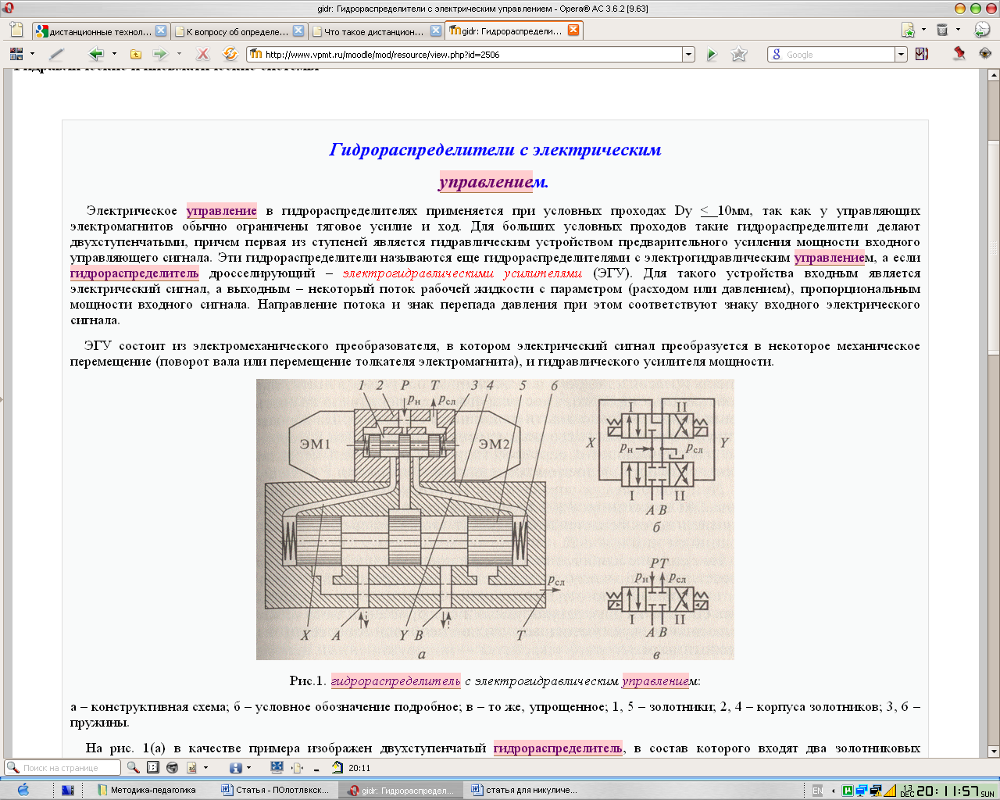 gidr: Гидрораспределители с электрическим управлением - Opera® AC 3.6.2 [9.63]
дистанционные технол... К вопросу об определе... Что такое дистанцион... gidr: Гидрораспредели...
http://www.vpmt.ru/moodle/mod/resource/view.php?id=2506 Google
Гидравлические и пневматические системы
Гидрораспределители с электрическим
управлением.
Электрическое управление в гидрораспределителях применяется при условных проходах Dy < 10мм, так как у управляющих
электромагнитов обычно ограничены тяговое усилие и ход. Для больших условных проходов такие гидрораспределители делают
двухступенчатыми, причем первая из ступеней является гидравлическим устройством предварительного усиления мощности входного
управляющего сигнала. Эти гидрораспределители называются еще гидрораспределителями с электрогидравлическим управлением, а если
гидрораспределитель дросселирующий – электрогидравлическими усилителями (ЭГУ). Для такого устройства входным является
электрический сигнал, а выходным – некоторый поток рабочей жидкости с параметром (расходом или давлением), пропорциональным
мощности входного сигнала. Направление потока и знак перепада давления при этом соответствуют знаку входного электрического
сигнала.
ЭГУ состоит из электромеханического преобразователя, в котором электрический сигнал преобразуется в некоторое механическое
перемещение (поворот вала или перемещение толкателя электромагнита), и гидравлического усилителя мощности.
1 2 P T 3 4 5 6
pн pсл
ЭМ1 ЭМ2
pсл
X A Y B T
а
I II
X pн pсл Y
I II
A B
б
PT
pн pсл
I II
A B
в
Рис.1. гидрораспределитель с электрогидравлическим управлением:
а – конструктивная схема; б – условное обозначение подробное; в – то же, упрощенное; 1, 5 – золотники; 2, 4 – корпуса золотников; 3, 6 –
пружины.
На рис. 1(а) в качестве примера изображен двухступенчатый гидрораспределитель, в состав которого входят два золотниковых
Поиск на странице 20:11
Методика-педагогика Статья - ПОлотлвкск... gidr: Гидрораспредел... статья для никуличе... EN 13 DEC 20:11:57 SUN